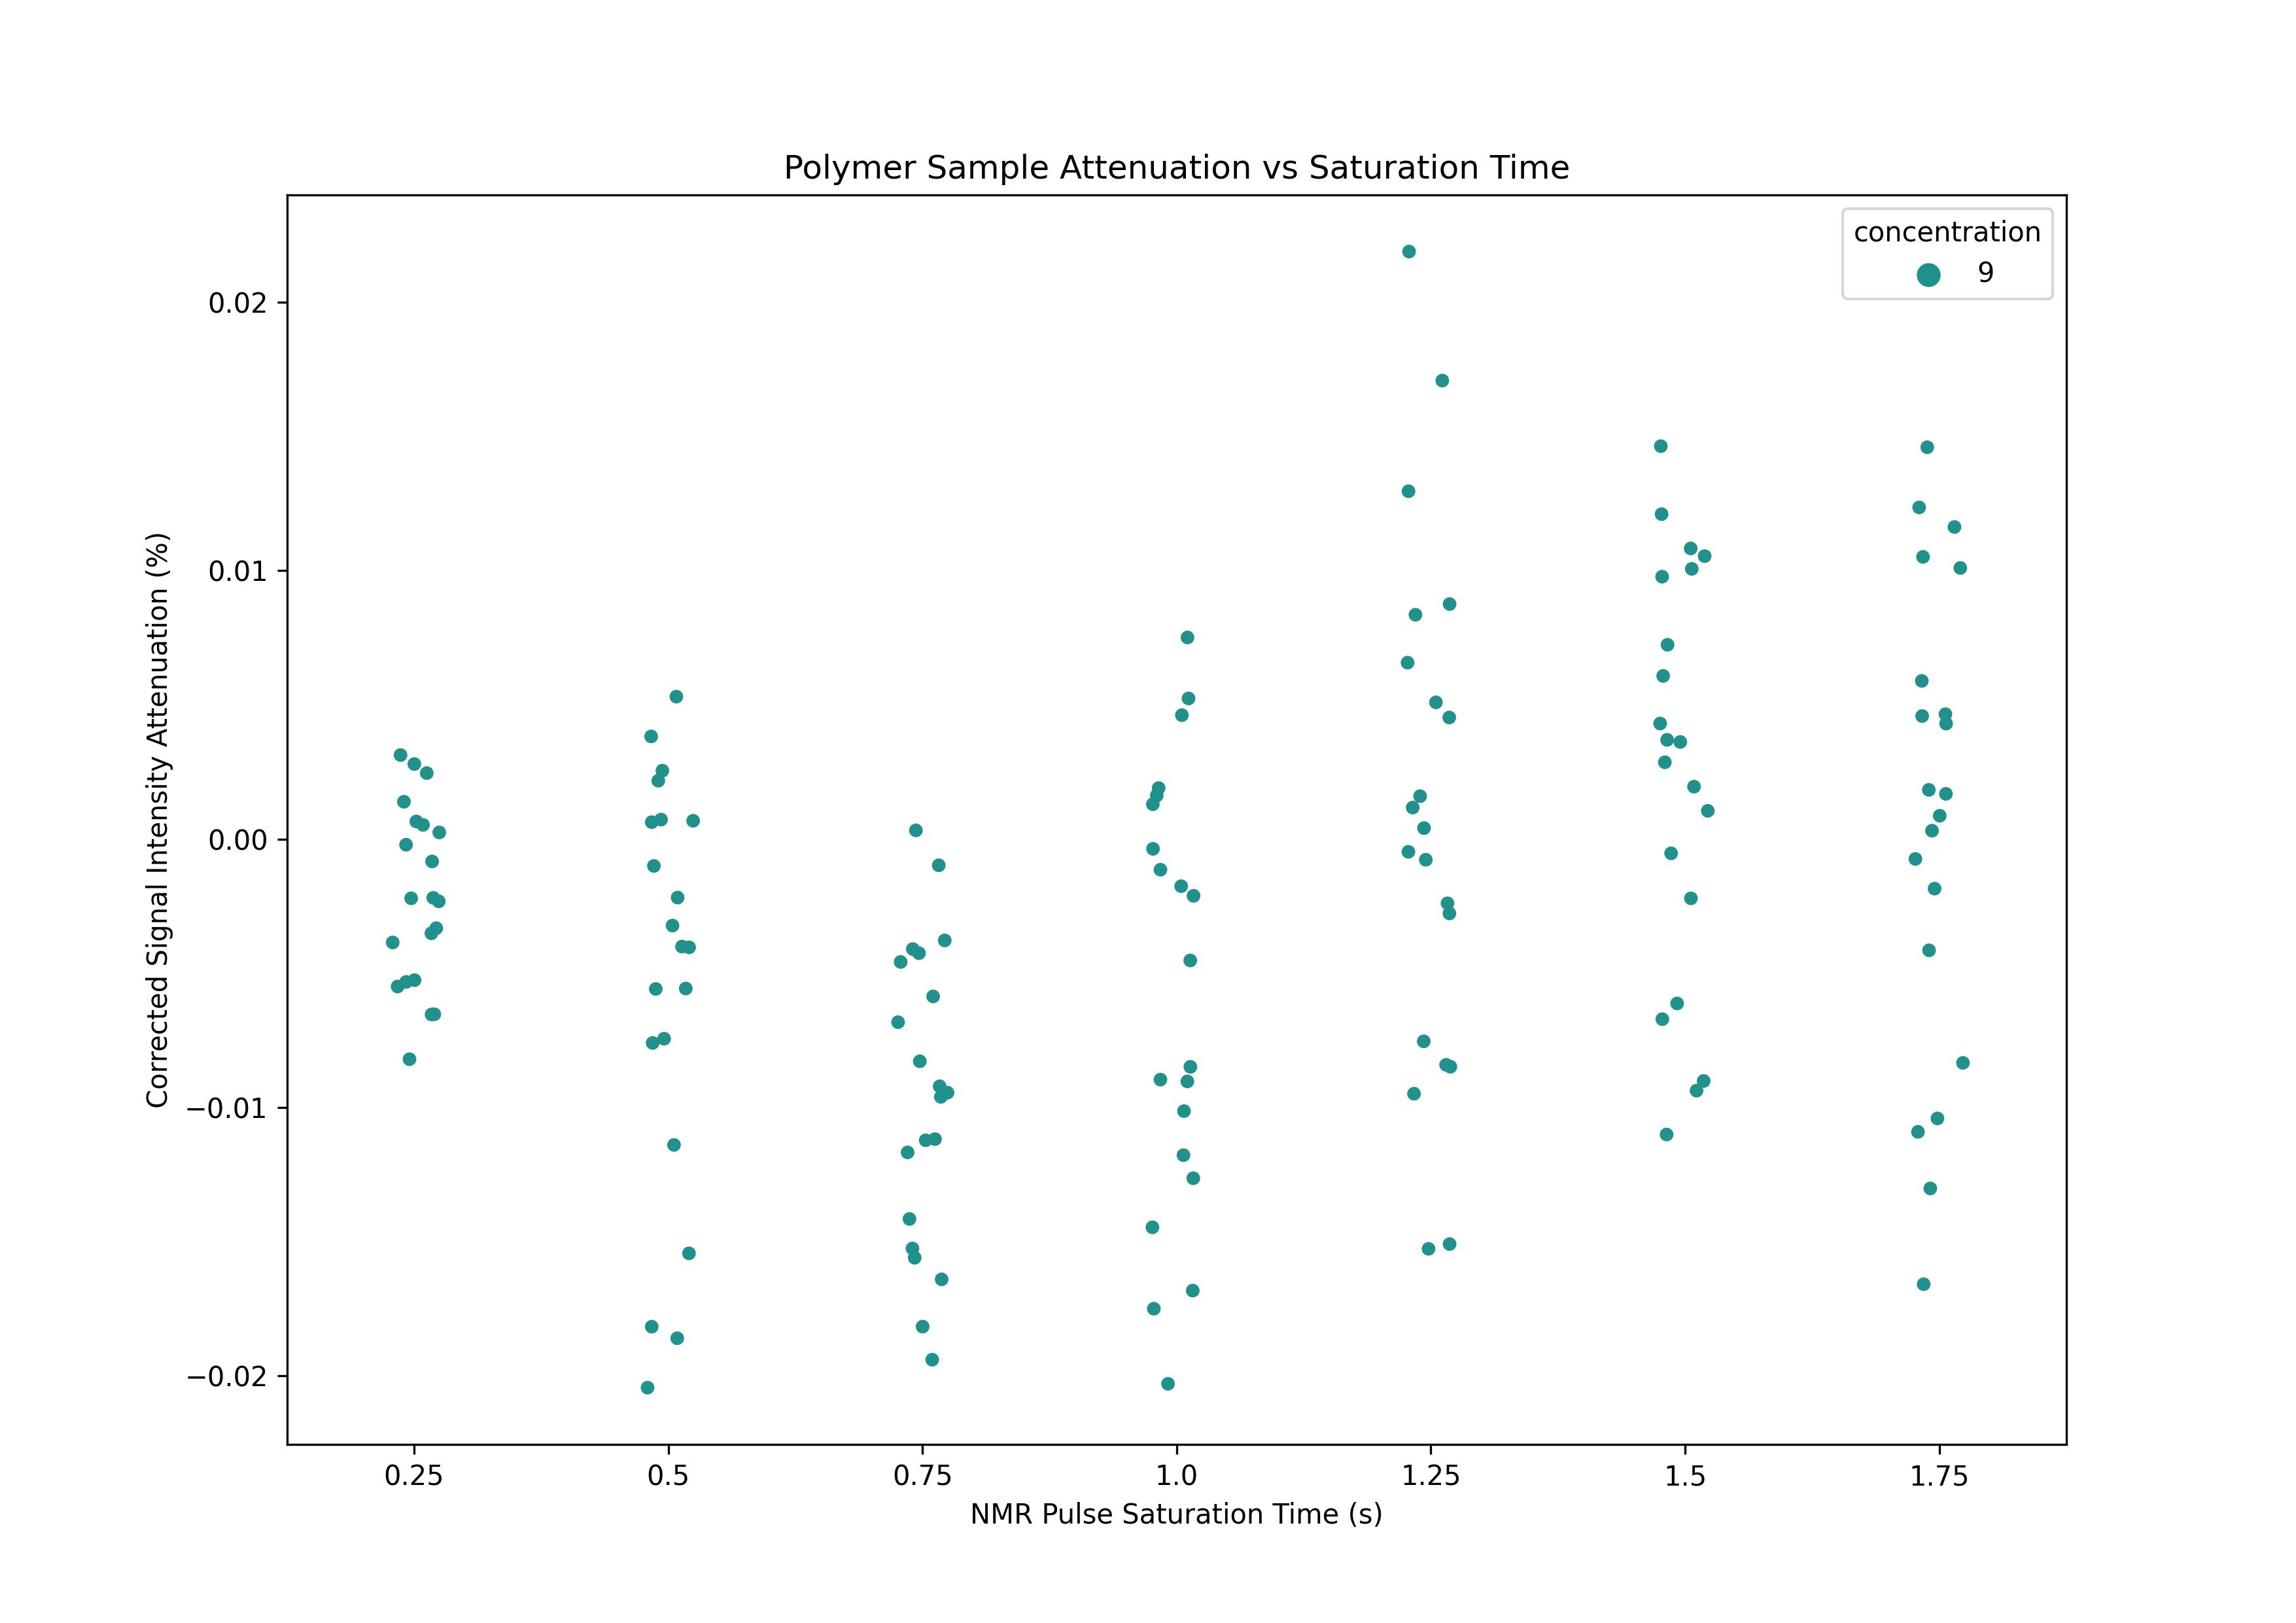 Polymer Sample Attenuation vs Saturation Time
concentration
9
0.02
0.01
0.00
−0.01
−0.02
Corrected Signal Intensity Attenuation (%)
0.25 0.5 0.75 1.0 1.25 1.5 1.75
NMR Pulse Saturation Time (s)